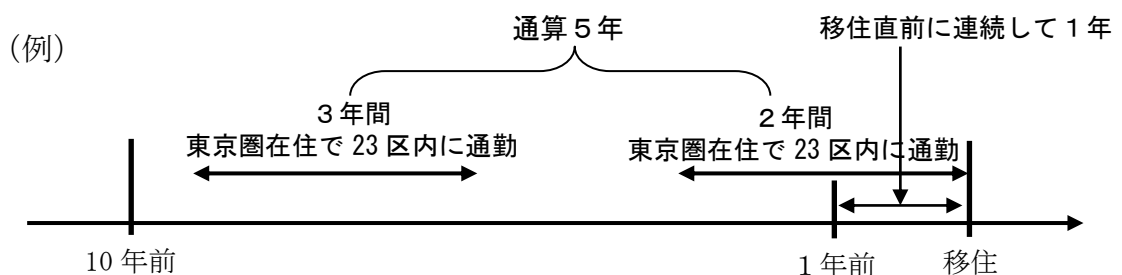 (例)
通算5年
移住直前に連続して1年
3年間
東京圏在住で 23 区内に通勤
2年間
東京圏在住で 23 区内に通勤
10 年前
1 年前
移住